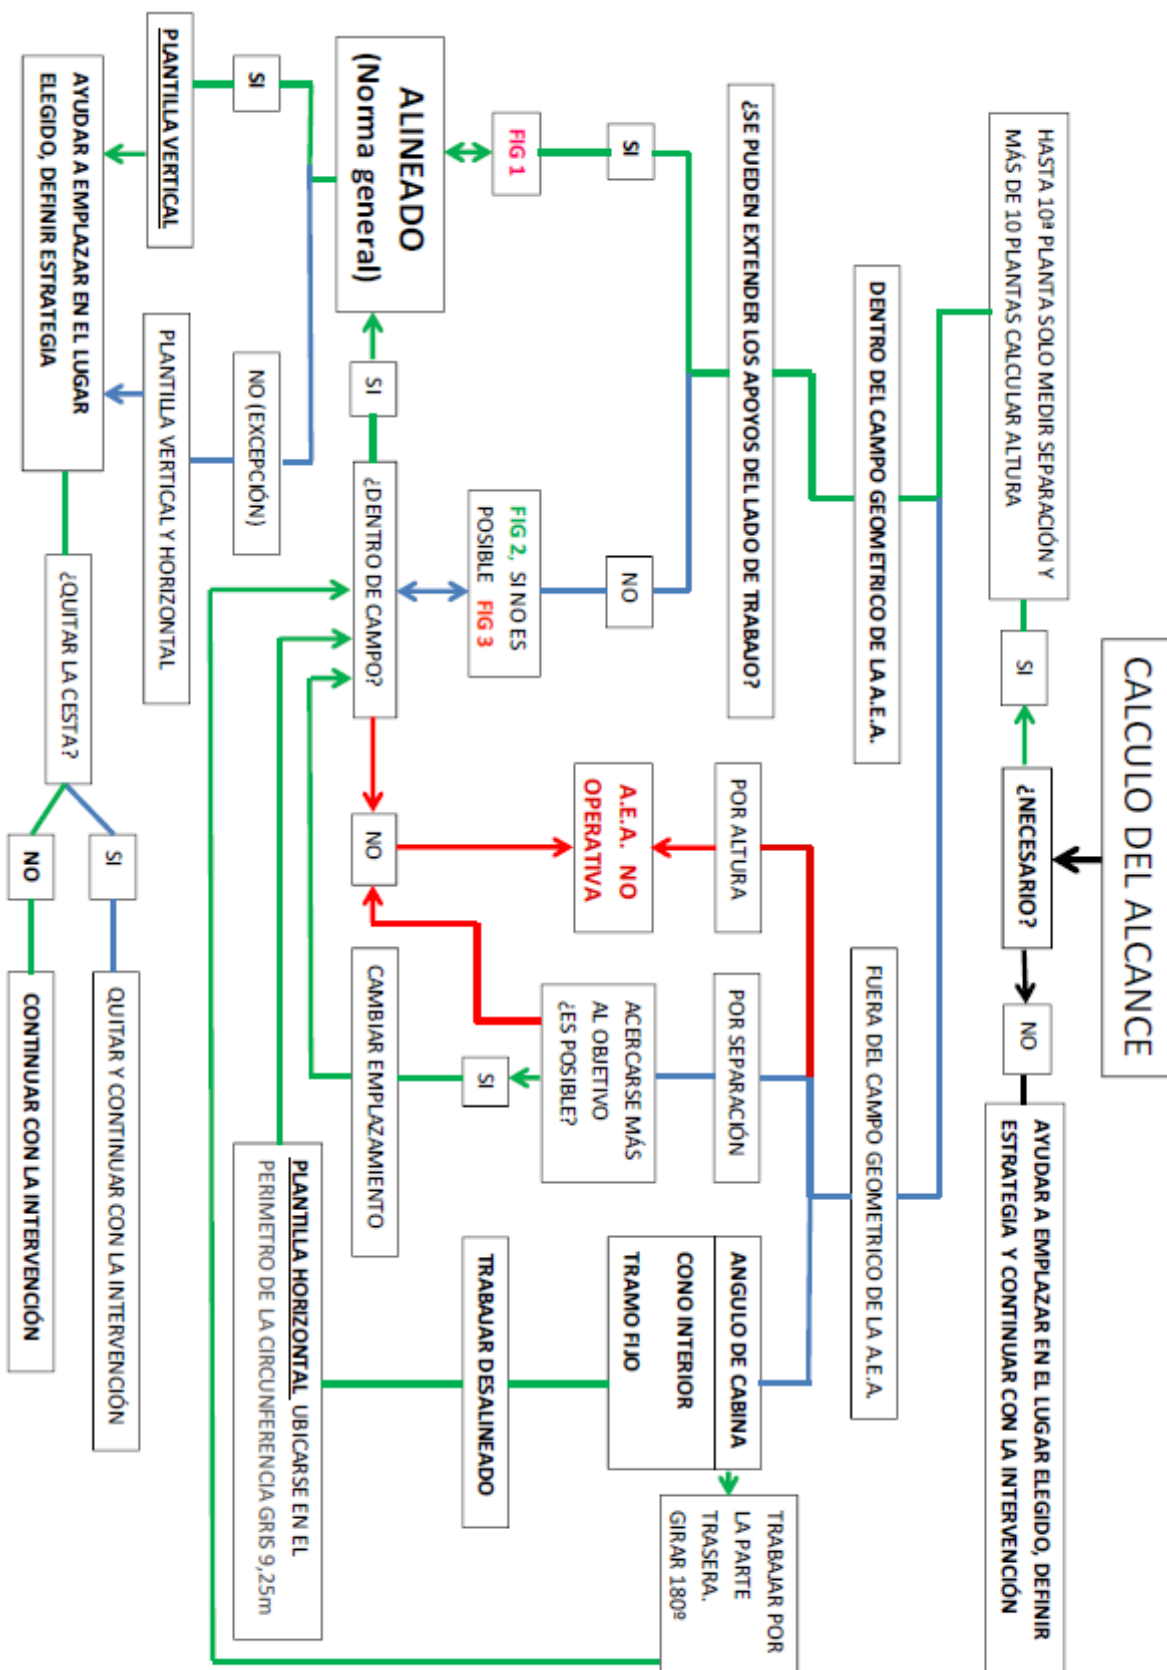 CALCULO DEL ALCANCE
¿NECESARIO?
SI
NO
HASTA 10ª PLANTA SOLO MEDIR SEPARACIÓN Y
MÁS DE 10 PLANTAS CALCULAR ALTURA
AYUDAR A EMPLAZAR EN EL LUGAR ELEGIDO, DEFINIR
ESTRATEGIA Y CONTINUAR CON LA INTERVENCIÓN
DENTRO DEL CAMPO GEOMETRICO DE LA A.E.A.
FUERA DEL CAMPO GEOMETRICO DE LA A.E.A.
¿SE PUEDEN EXTENDER LOS APOYOS DEL LADO DE TRABAJO?
POR ALTURA
POR SEPARACIÓN
ANGULO DE CABINA
CONO INTERIOR
TRAMO FIJO
TRABAJAR POR
LA PARTE
TRASERA.
GIRAR 180º
SI
NO
A.E.A. NO
OPERATIVA
ACERCARSE MÁS
AL OBJETIVO
¿ES POSIBLE?
FIG 1
FIG 2, SI NO ES
POSIBLE FIG 3
SI
TRABAJAR DESALINEADO
ALINEADO
(Norma general)
SI
¿DENTRO DE CAMPO?
NO
CAMBIAR EMPLAZAMIENTO
PLANTILLA HORIZONTAL UBICARSE EN EL
PERIMETRO DE LA CIRCUNFERENCIA GRIS 9,25m
SI
NO (EXCEPCIÓN)
PLANTILLA VERTICAL
PLANTILLA VERTICAL Y HORIZONTAL
AYUDAR A EMPLAZAR EN EL LUGAR
ELEGIDO, DEFINIR ESTRATEGIA
¿QUITAR LA CESTA?
SI
QUITAR Y CONTINUAR CON LA INTERVENCIÓN
NO
CONTINUAR CON LA INTERVENCIÓN